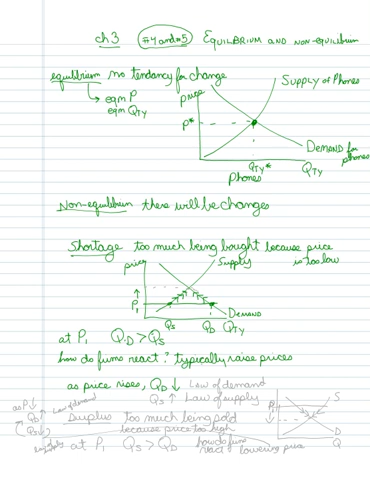 ch 3 #4 and #5 EQUILBRIUM AND NON-EQUILIBRIUM
equilibrium no tendency for change
→ eqm P
eqm QTY
price
Supply of Phones
P*
DEMAND for phones
QTY* QTY
Phones
Non-equilibrium there will be changes
Shortage too much being bought because price is too low
price Supply
P1
Qs QD QTY
DEMAND
at P1 QD > Qs
how do firms react? typically raise prices
as price rises, QD ↓ Law of demand
Qs ↑ Law of supply
as P ↓
QD ↑ Law of demand
Qs ↓
Surplus too much being sold
because price too high
at P1 Qs > QD how do firms react? lowering price
P1 S
D
Q